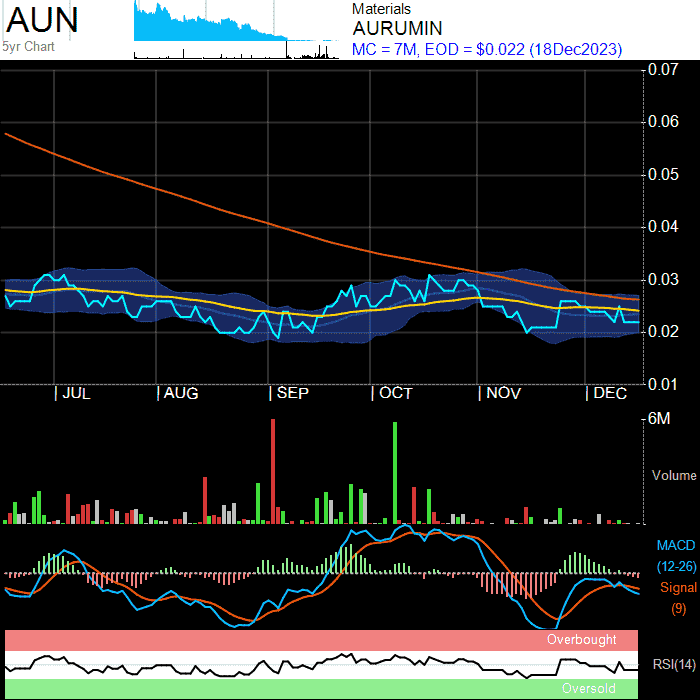 AUN
5yr Chart
Materials
AURUMIN
MC = 7M, EOD = $0.022 (18Dec2023)
0.07
0.06
0.05
0.04
0.03
0.02
0.01
JUL AUG SEP OCT NOV DEC
6M
Volume
MACD
(12-26)
Signal
(9)
Overbought
RSI(14)
Oversold